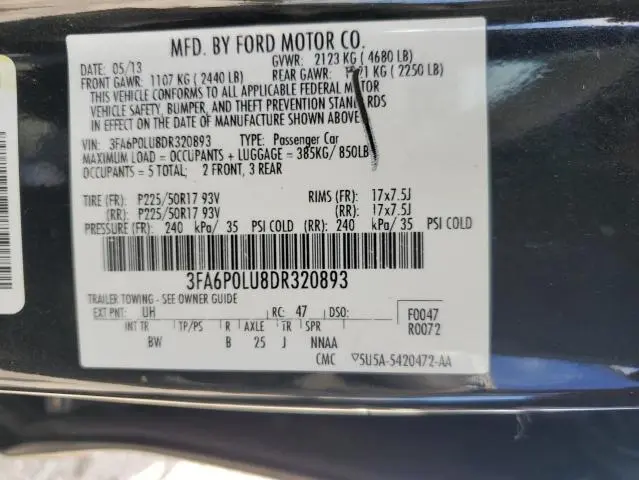 MFD. BY FORD MOTOR CO.
DATE: 05/13 GVWR: 2123 KG (4680 LB)
FRONT GAWR: 1107 KG (2440 LB) REAR GAWR: 1021 KG (2250 LB)
THIS VEHICLE CONFORMS TO ALL APPLICABLE FEDERAL MOTOR
VEHICLE SAFETY, BUMPER, AND THEFT PREVENTION STANDARDS
IN EFFECT ON THE DATE OF MANUFACTURE SHOWN ABOVE.
VIN: 3FA6P0LU8DR320893 TYPE: Passenger Car
MAXIMUM LOAD = OCCUPANTS + LUGGAGE = 385KG/ 850LB
OCCUPANTS = 5 TOTAL; 2 FRONT, 3 REAR
TIRE (FR): P225/50R17 93V RIMS (FR): 17x7.5J
(RR): P225/50R17 93V (RR): 17x7.5J
PRESSURE (FR): 240 kPa/ 35 PSI COLD (RR): 240 kPa/ 35 PSI COLD
3FA6P0LU8DR320893
TRAILER TOWING - SEE OWNER GUIDE
EXT PNT: UH RC: 47 DSO: F0047
R0072
INT TR TP/PS R AXLE TR SPR
BW B 25 J NNAA
CMC 5U5A-5420472-AA